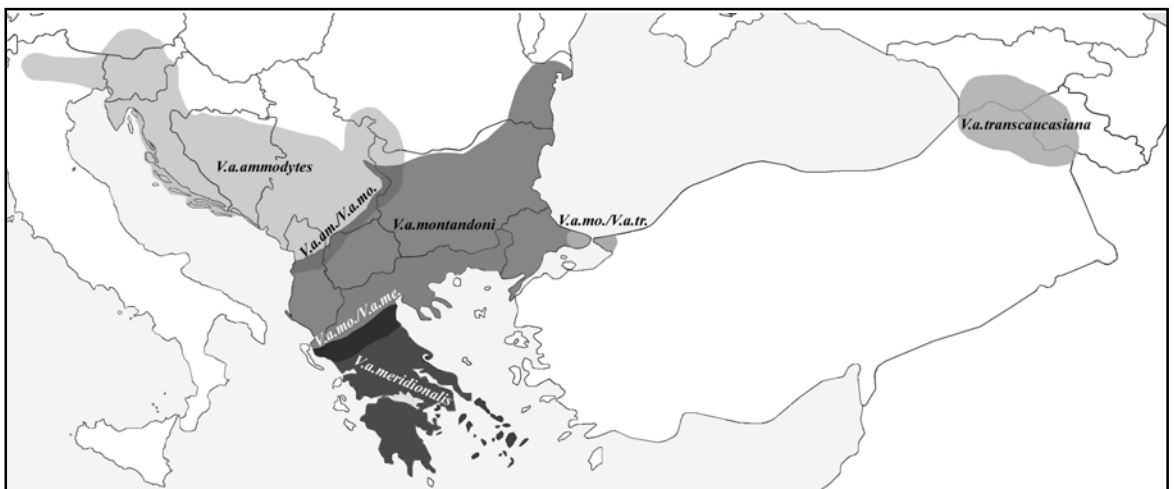 V.a.transcaucasiana
V.a.ammodytes
V.a.am./V.a.mo.
V.a.montandoni
V.a.mo./V.a.tr.
V.a.mo./V.a.me.
V.a.meridionalis